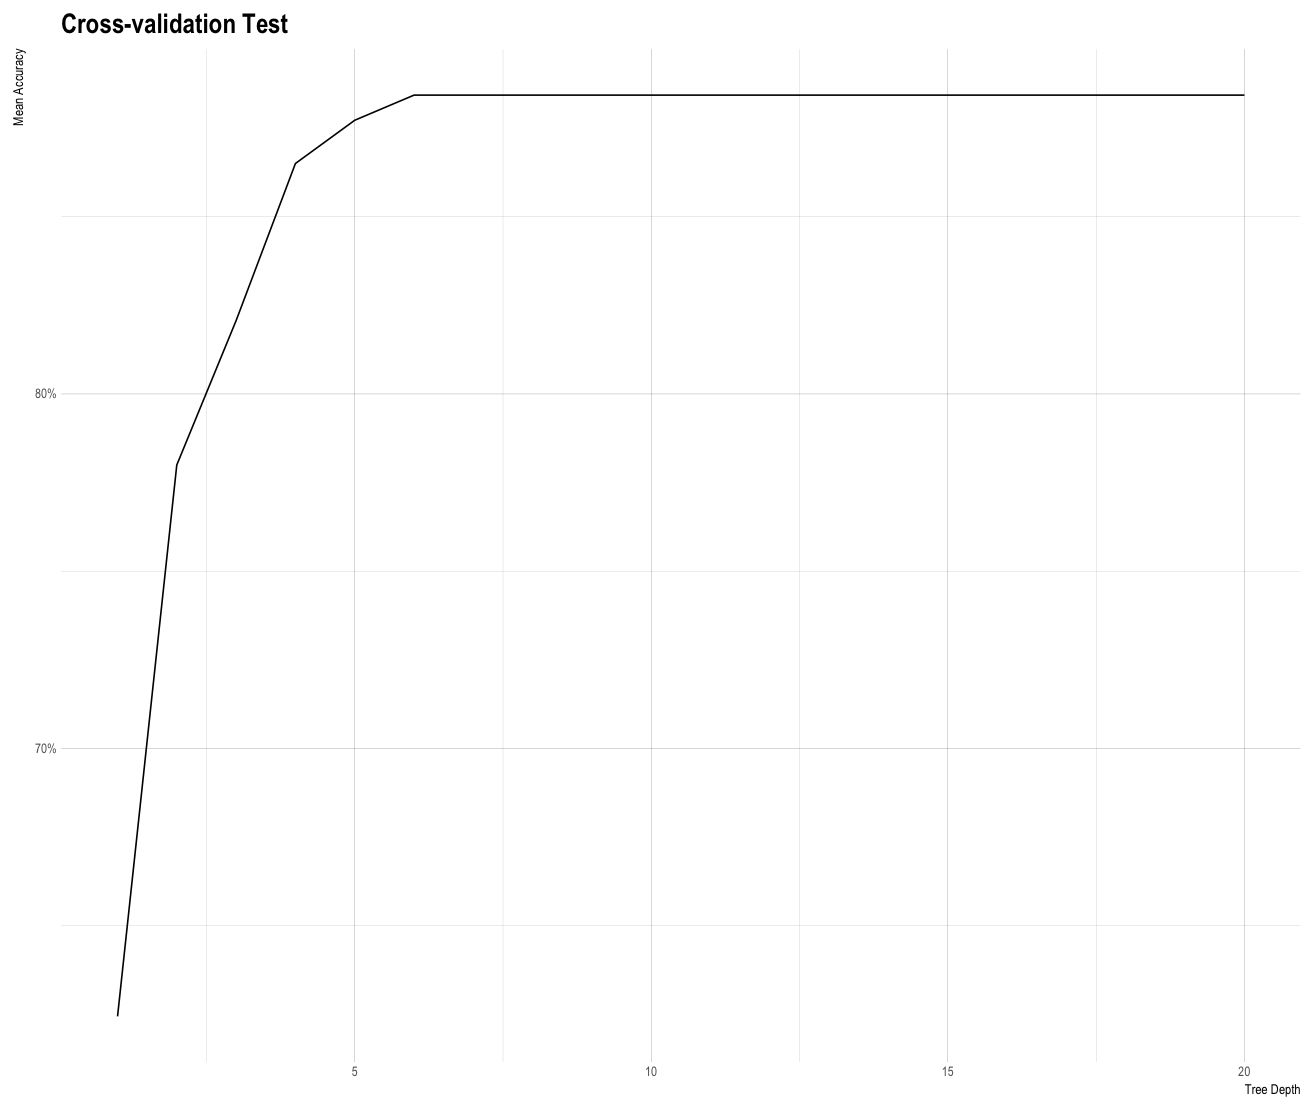 Cross-validation Test
Mean Accuracy
80%
70%
5 10 15 20
Tree Depth